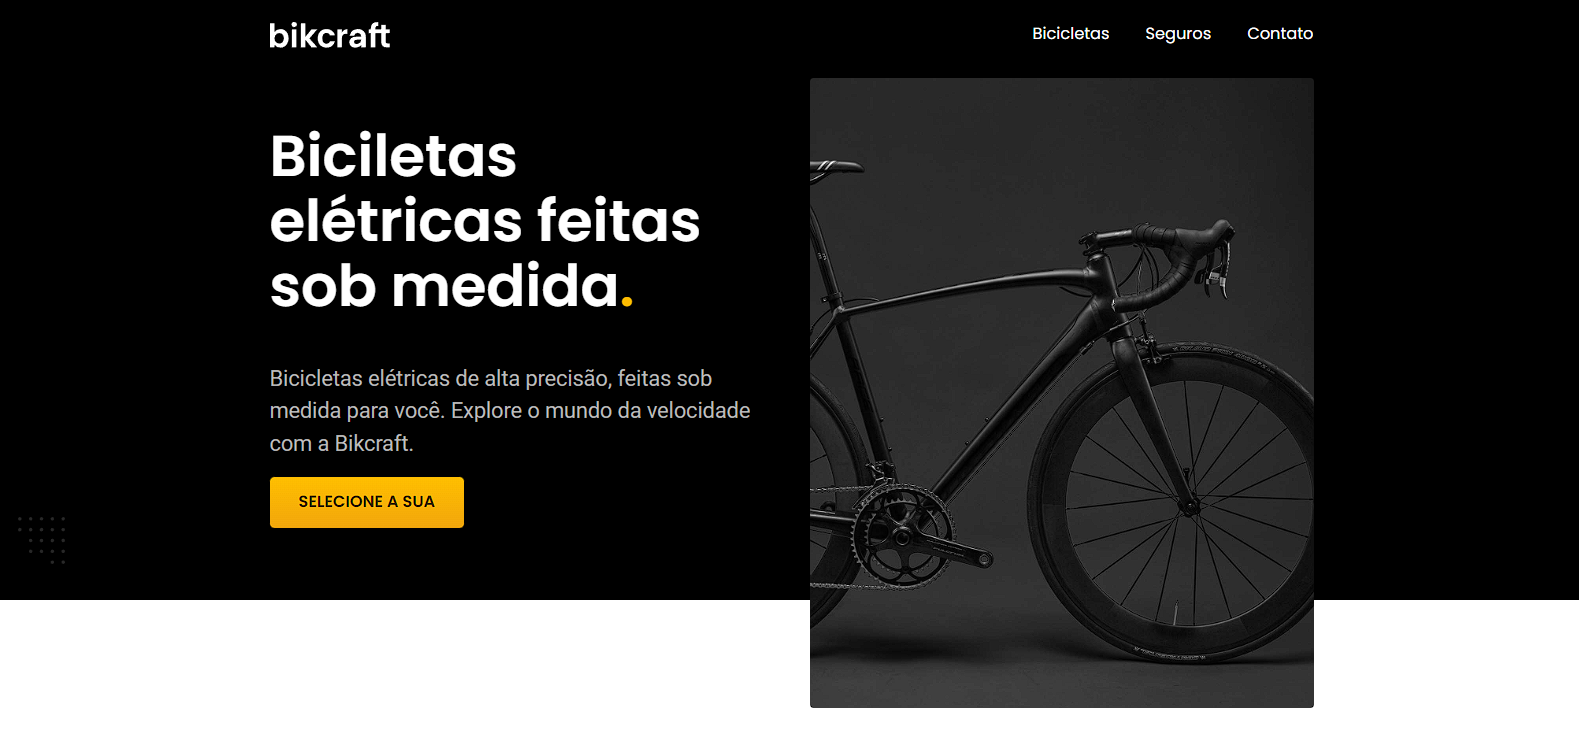 bikcraft
Bicicletas Seguros Contato
Biciletas
elétricas feitas
sob medida.
Bicicletas elétricas de alta precisão, feitas sob
medida para você. Explore o mundo da velocidade
com a Bikcraft.
SELECIONE A SUA